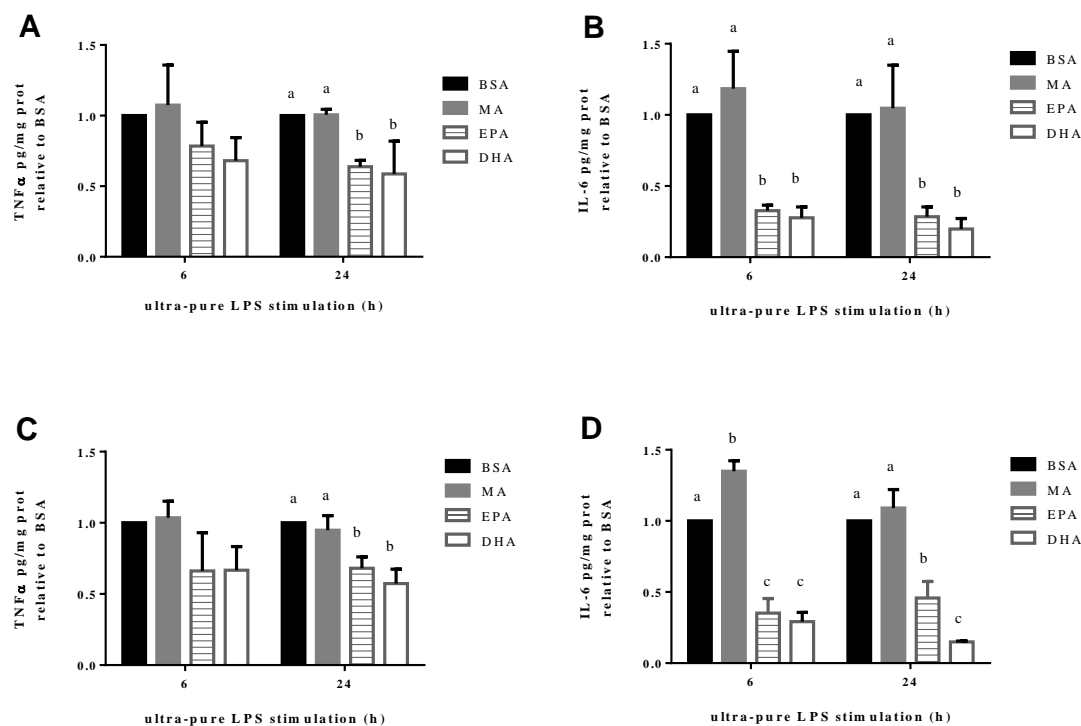 A
TNFα pg/mg prot
relative to BSA
1.5
1.0
0.5
0.0
a a
b b
6 24
ultra-pure LPS stimulation (h)
BSA
MA
EPA
DHA
B
IL-6 pg/mg prot
relative to BSA
1.5
1.0
0.5
0.0
a a b b
a a b b
6 24
ultra-pure LPS stimulation (h)
BSA
MA
EPA
DHA
C
TNFα pg/mg prot
relative to BSA
1.5
1.0
0.5
0.0
a a
b b
6 24
ultra-pure LPS stimulation (h)
BSA
MA
EPA
DHA
D
IL-6 pg/mg prot
relative to BSA
1.5
1.0
0.5
0.0
a b c c
a a b c
6 24
ultra-pure LPS stimulation (h)
BSA
MA
EPA
DHA